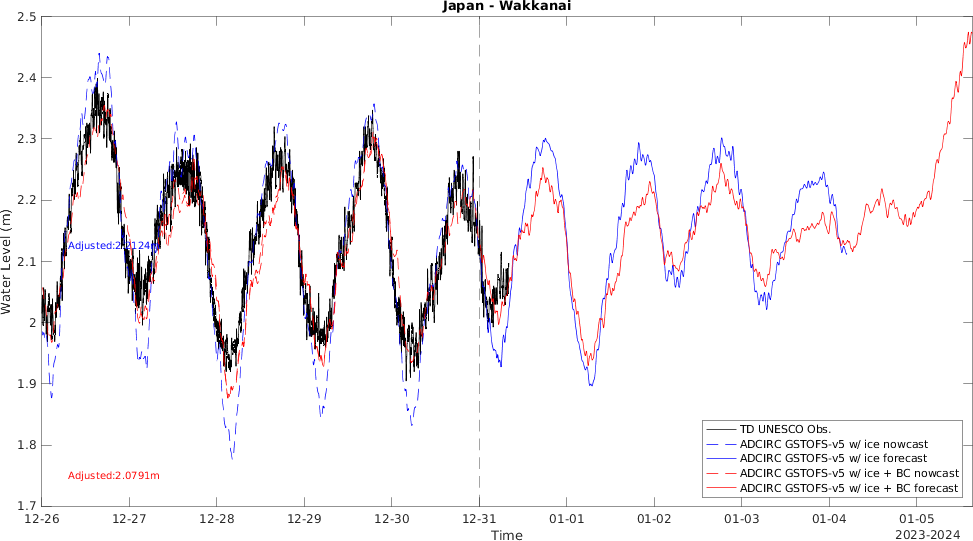 Japan - Wakkanai
2.5
2.4
2.3
2.2
2.1
2
1.9
1.8
1.7
Water Level (m)
Adjusted:2.2124m
Adjusted:2.0791m
TD UNESCO Obs.
ADCIRC GSTOFS-v5 w/ ice nowcast
ADCIRC GSTOFS-v5 w/ ice forecast
ADCIRC GSTOFS-v5 w/ ice + BC nowcast
ADCIRC GSTOFS-v5 w/ ice + BC forecast
12-26 12-27 12-28 12-29 12-30 12-31 01-01 01-02 01-03 01-04 01-05
Time
2023-2024